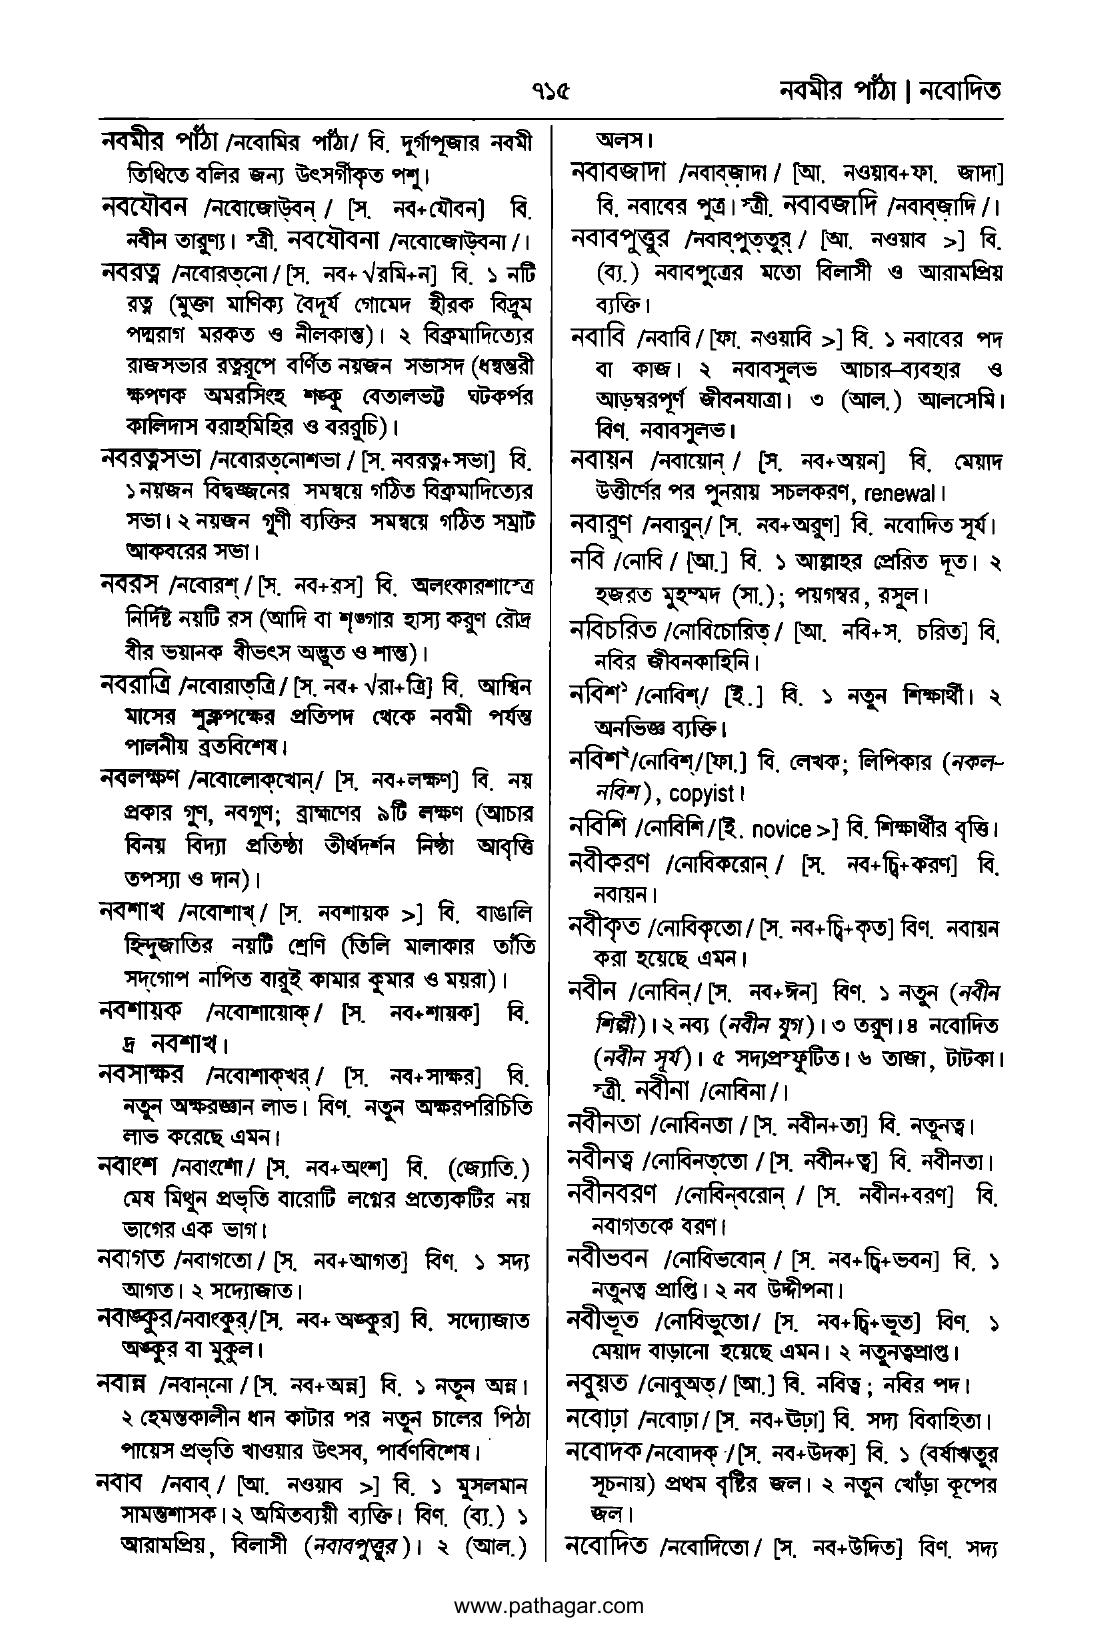 ৭১৫
নবমীর পাঁঠা | নবোদিত
নবমীর পাঁঠা /নবোমির পাঁঠা/ বি. দুর্গাপূজার নবমী
তিথিতে বলির জন্য উৎসর্গীকৃত পশু।
নবযৌবন /নবোজোউ্‌বন্‌/ [স. নব+যৌবন] বি.
নবীন তারুণ্য। স্ত্রী. নবযৌবনা /নবোজোউ্‌বনা/।
নবরত্ন /নবোরত্‌নো/ [স. নব+√রমি+ন] বি. ১ নটি
রত্ন (মুক্তা মাণিক্য বৈদূর্য গোমেদ হীরক বিদ্রুম
পদ্মরাগ মরকত ও নীলকান্ত)। ২ বিক্রমাদিত্যের
রাজসভার রত্নরূপে বর্ণিত নয়জন সভাসদ (ধন্বন্তরী
ক্ষপণক অমরসিংহ শঙ্কু বেতালভট্ট ঘটকর্পর
কালিদাস বরাহমিহির ও বররুচি)।
নবরত্নসভা /নবোরত্‌নোশভা/ [স. নবরত্ন+সভা] বি.
১ নয়জন বিদ্বজ্জনের সমন্বয়ে গঠিত বিক্রমাদিত্যের
সভা। ২ নয়জন গুণী ব্যক্তির সমন্বয়ে গঠিত সম্রাট
আকবরের সভা।
নবরস /নবোরশ্‌/ [স. নব+রস] বি. অলংকারশাস্ত্রে
নির্দিষ্ট নয়টি রস (আদি বা শৃঙ্গার হাস্য করুণ রৌদ্র
বীর ভয়ানক বীভৎস অদ্ভুত ও শান্ত)।
নবরাত্রি /নবোরাত্‌ত্রি/ [স. নব+√রা+ত্রি] বি. আশ্বিন
মাসের শুক্লপক্ষের প্রতিপদ থেকে নবমী পর্যন্ত
পালনীয় ব্রতবিশেষ।
নবলক্ষণ /নবোলোক্‌খোন্‌/ [স. নব+লক্ষণ] বি. নয়
প্রকার গুণ, নবগুণ; ব্রাহ্মণের ৯টি লক্ষণ (আচার
বিনয় বিদ্যা প্রতিষ্ঠা তীর্থদর্শন নিষ্ঠা আবৃত্তি
তপস্যা ও দান)।
নবশাখ /নবোশাখ্‌/ [স. নবশায়ক >] বি. বাঙালি
হিন্দুজাতির নয়টি শ্রেণি (তিলি মালাকার তাঁতি
সদ্‌গোপ নাপিত বারুই কামার কুমার ও ময়রা)।
নবশায়ক /নবোশায়োক্‌/ [স. নব+শায়ক] বি.
দ্র নবশাখ।
নবসাক্ষর /নবোশাক্‌খর্‌/ [স. নব+সাক্ষর] বি.
নতুন অক্ষরজ্ঞান লাভ। বিণ. নতুন অক্ষরপরিচিতি
লাভ করেছে এমন।
নবাংশ /নবাংশো/ [স. নব+অংশ] বি. (জ্যোতি.)
মেষ মিথুন প্রভৃতি বারোটি লগ্নের প্রত্যেকটির নয়
ভাগের এক ভাগ।
নবাগত /নবাগতো/ [স. নব+আগত] বিণ. ১ সদ্য
আগত। ২ সদ্যোজাত।
নবাঙ্কুর/নবাংকুর্‌/[স. নব+অঙ্কুর] বি. সদ্যোজাত
অঙ্কুর বা মুকুল।
নবান্ন /নবান্‌নো/ [স. নব+অন্ন] বি. ১ নতুন অন্ন।
২ হেমন্তকালীন ধান কাটার পর নতুন চালের পিঠা
পায়েস প্রভৃতি খাওয়ার উৎসব, পার্বণবিশেষ।
নবাব /নবাব্‌/ [আ. নওয়াব >] বি. ১ মুসলমান
সামন্তশাসক। ২ অমিতব্যয়ী ব্যক্তি। বিণ. (ব্য.) ১
আরামপ্রিয়, বিলাসী (নবাবপুত্তুর)। ২ (আল.)
অলস।
নবাবজাদা /নবাব্‌জ়াদা/ [আ. নওয়াব+ফা. জাদা]
বি. নবাবের পুত্র। স্ত্রী. নবাবজাদি /নবাব্‌জ়াদি/।
নবাবপুত্তুর /নবাব্‌পুত্‌তুর্‌/ [আ. নওয়াব >] বি.
(ব্য.) নবাবপুত্রের মতো বিলাসী ও আরামপ্রিয়
ব্যক্তি।
নবাবি /নবাবি/ [ফা. নওয়াবি >] বি. ১ নবাবের পদ
বা কাজ। ২ নবাবসুলভ আচার-ব্যবহার ও
আড়ম্বরপূর্ণ জীবনযাত্রা। ৩ (আল.) আলসেমি।
বিণ. নবাবসুলভ।
নবায়ন /নবায়োন্‌/ [স. নব+অয়ন] বি. মেয়াদ
উত্তীর্ণের পর পুনরায় সচলকরণ, renewal।
নবারুণ /নবারুন্‌/ [স. নব+অরুণ] বি. নবোদিত সূর্য।
নবি /নোবি/ [আ.] বি. ১ আল্লাহর প্রেরিত দূত। ২
হজরত মুহম্মদ (সা.); পয়গম্বর, রসুল।
নবিচরিত /নোবিচোরিত্‌/ [আ. নবি+স. চরিত] বি.
নবির জীবনকাহিনি।
নবিশ১ /নোবিশ্‌/ [ই.] বি. ১ নতুন শিক্ষার্থী। ২
অনভিজ্ঞ ব্যক্তি।
নবিশ২/নোবিশ্‌/[ফা.] বি. লেখক; লিপিকার (নকল-
নবিশ), copyist।
নবিশি /নোবিশি/[ই. novice >] বি. শিক্ষার্থীর বৃত্তি।
নবীকরণ /নোবিকরোন্‌/ [স. নব+চ্বি+করণ] বি.
নবায়ন।
নবীকৃত /নোবিকৃতো/ [স. নব+চ্বি+কৃত] বিণ. নবায়ন
করা হয়েছে এমন।
নবীন /নোবিন্‌/ [স. নব+ঈন] বিণ. ১ নতুন (নবীন
শিল্পী)। ২ নব্য (নবীন যুগ)। ৩ তরুণ। ৪ নবোদিত
(নবীন সূর্য)। ৫ সদ্যপ্রস্ফুটিত। ৬ তাজা, টাটকা।
স্ত্রী. নবীনা /নোবিনা/।
নবীনতা /নোবিনতা/ [স. নবীন+তা] বি. নতুনত্ব।
নবীনত্ব /নোবিনত্‌তো/ [স. নবীন+ত্ব] বি. নবীনতা।
নবীনবরণ /নোবিন্‌বরোন্‌/ [স. নবীন+বরণ] বি.
নবাগতকে বরণ।
নবীভবন /নোবিভবোন্‌/ [স. নব+চ্বি+ভবন] বি. ১
নতুনত্ব প্রাপ্তি। ২ নব উদ্দীপনা।
নবীভূত /নোবিভুতো/ [স. নব+চ্বি+ভূত] বিণ. ১
মেয়াদ বাড়ানো হয়েছে এমন। ২ নতুনত্বপ্রাপ্ত।
নবুয়ত /নোবুঅত্‌/ [আ.] বি. নবিত্ব; নবির পদ।
নবোঢ়া /নবোঢ়া/ [স. নব+ঊঢ়া] বি. সদ্য বিবাহিতা।
নবোদক/নবোদক্‌/[স. নব+উদক] বি. ১ (বর্ষাঋতুর
সূচনায়) প্রথম বৃষ্টির জল। ২ নতুন খোঁড়া কূপের
জল।
নবোদিত /নবোদিতো/ [স. নব+উদিত] বিণ. সদ্য
www.pathagar.com